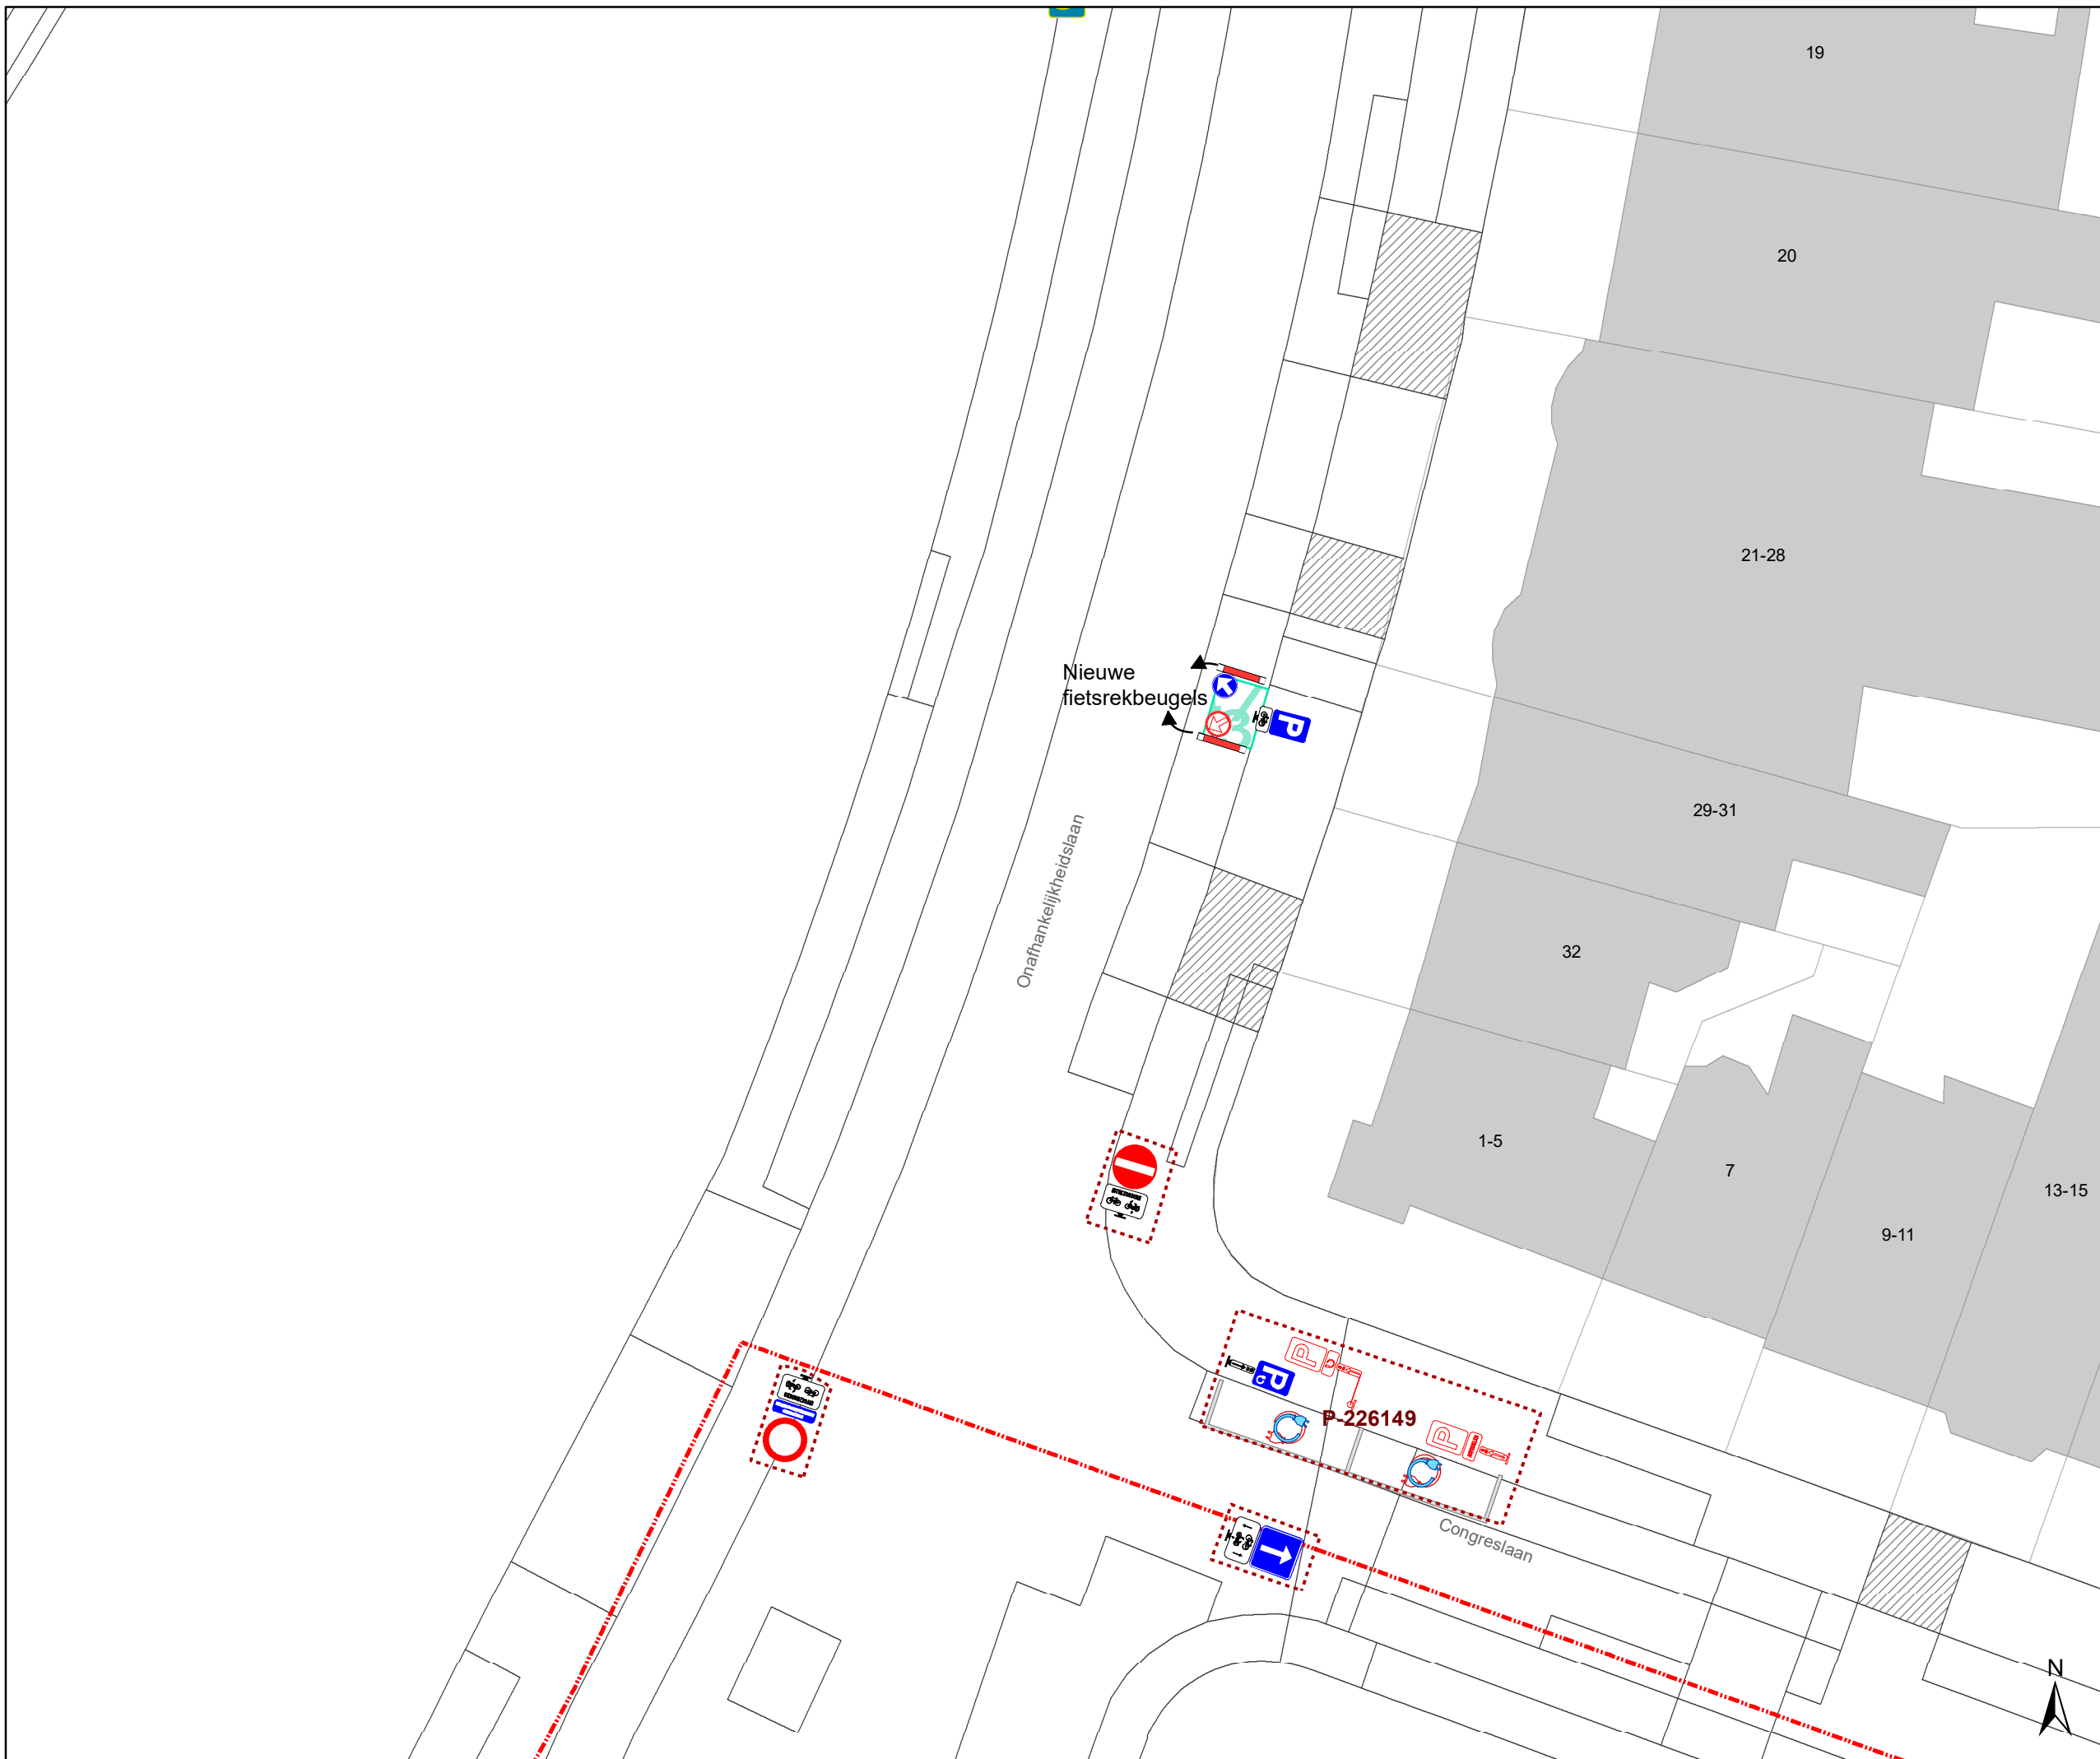 19
20
21-28
Nieuwe
fietsrekbeugels
P
29-31
Onafhankelijkheidslaan
32
1-5
7
13-15
9-11
P
P
P-226149
P
Congreslaan
N